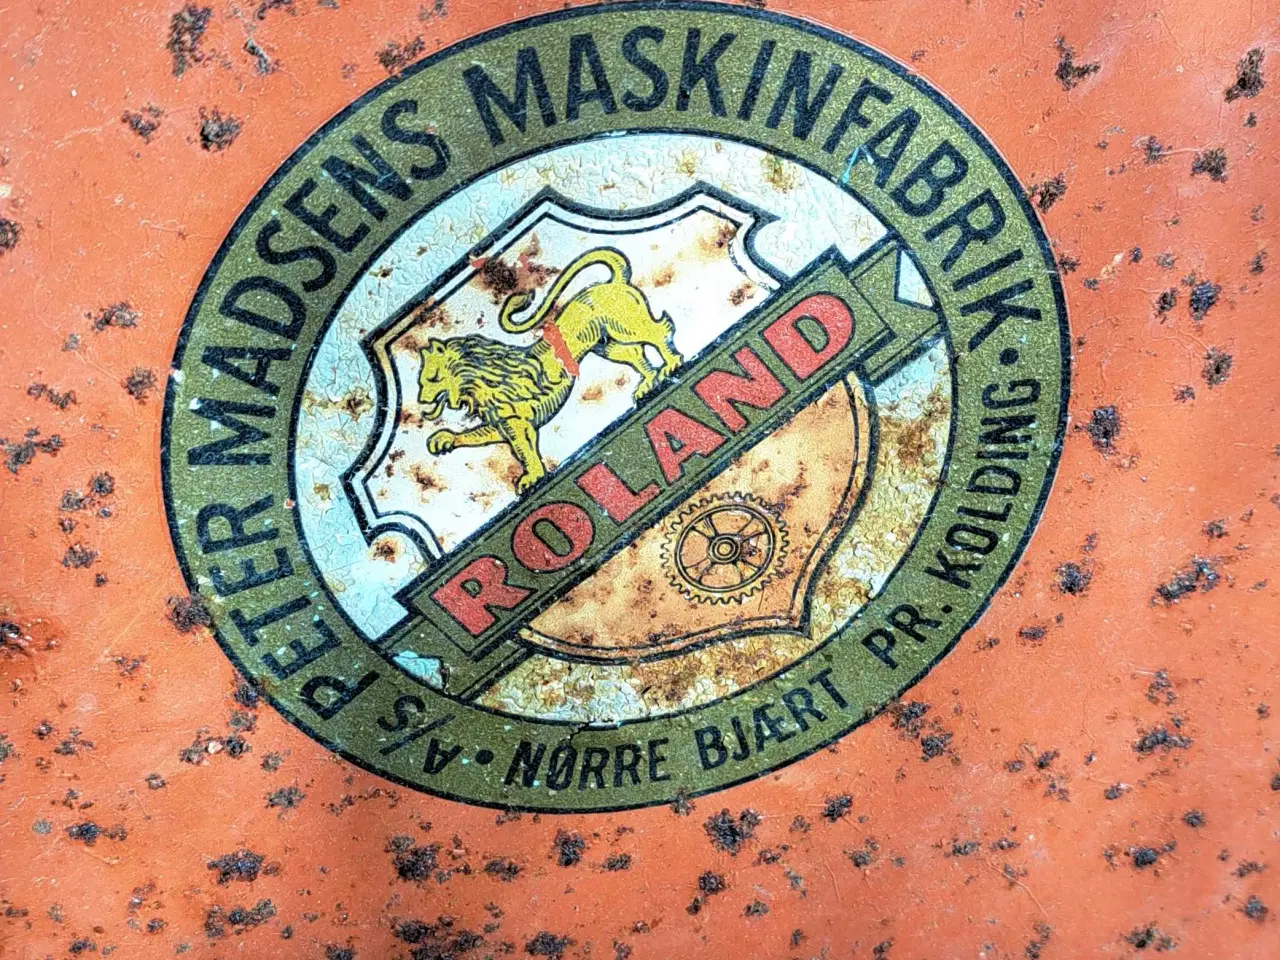 A/S PETER MADSENS MASKINFABRIK •
NØRRE BJÆRT PR. KOLDING •
ROLAND